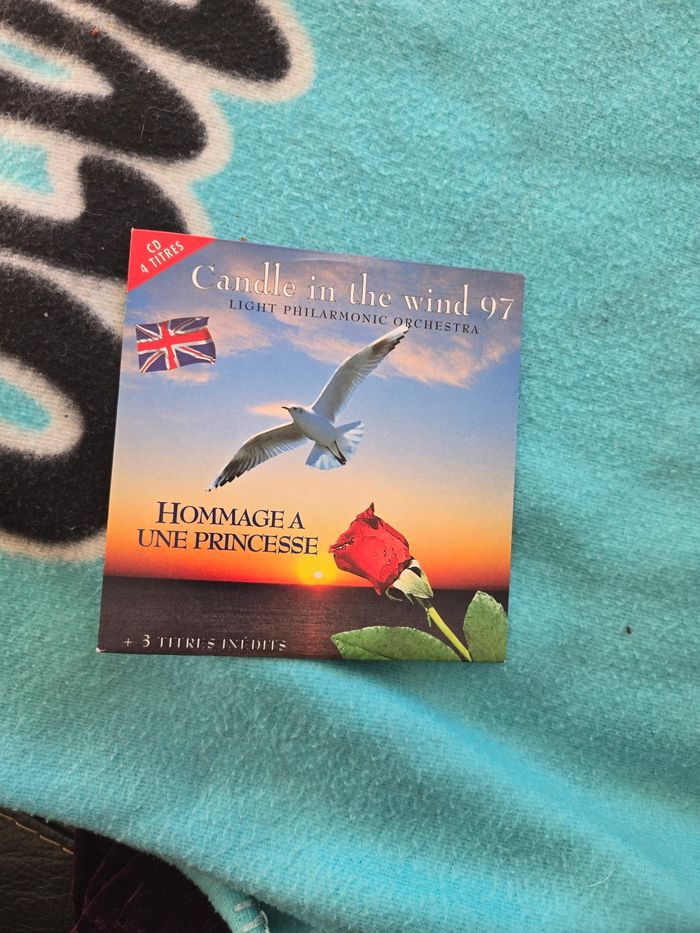 CD
4 TITRES
Candle in the wind 97
LIGHT PHILARMONIC ORCHESTRA
HOMMAGE A
UNE PRINCESSE
+ 3 TITRES INÉDITS